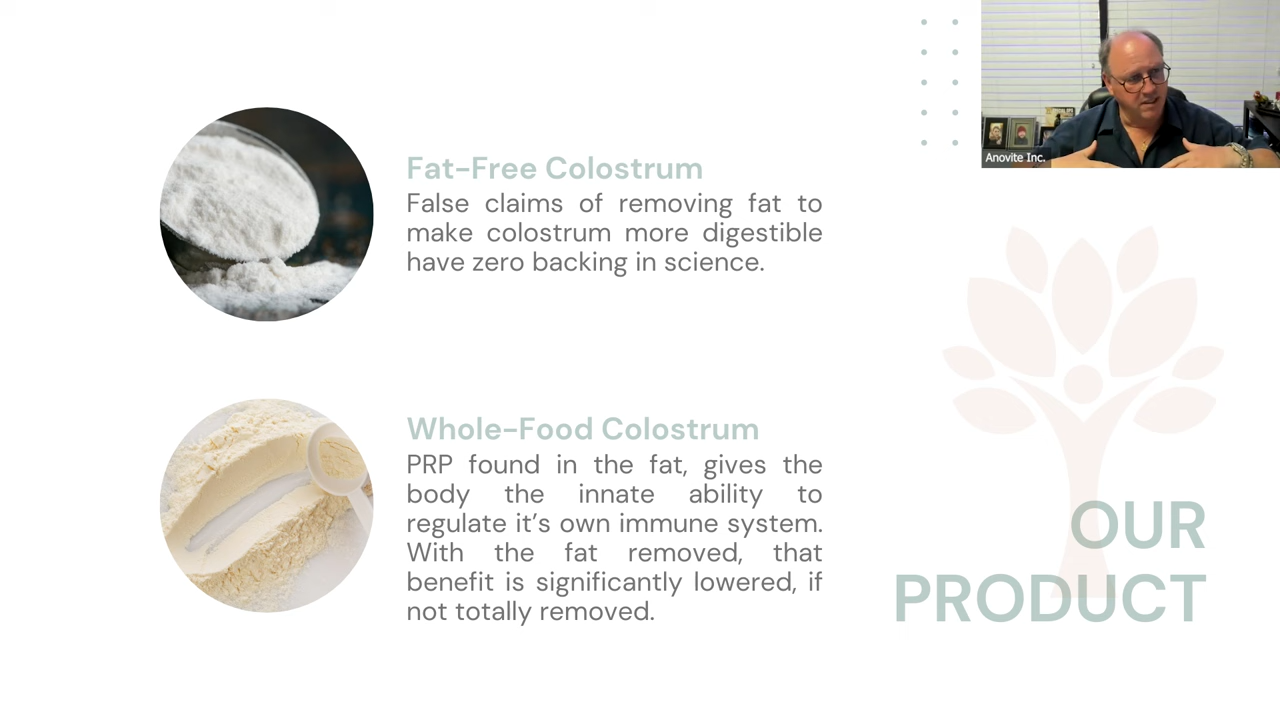 Anovite Inc.
Fat-Free Colostrum
False claims of removing fat to
make colostrum more digestible
have zero backing in science.
Whole-Food Colostrum
PRP found in the fat, gives the
body the innate ability to
regulate it’s own immune system.
With the fat removed, that
benefit is significantly lowered, if
not totally removed.
OUR
PRODUCT